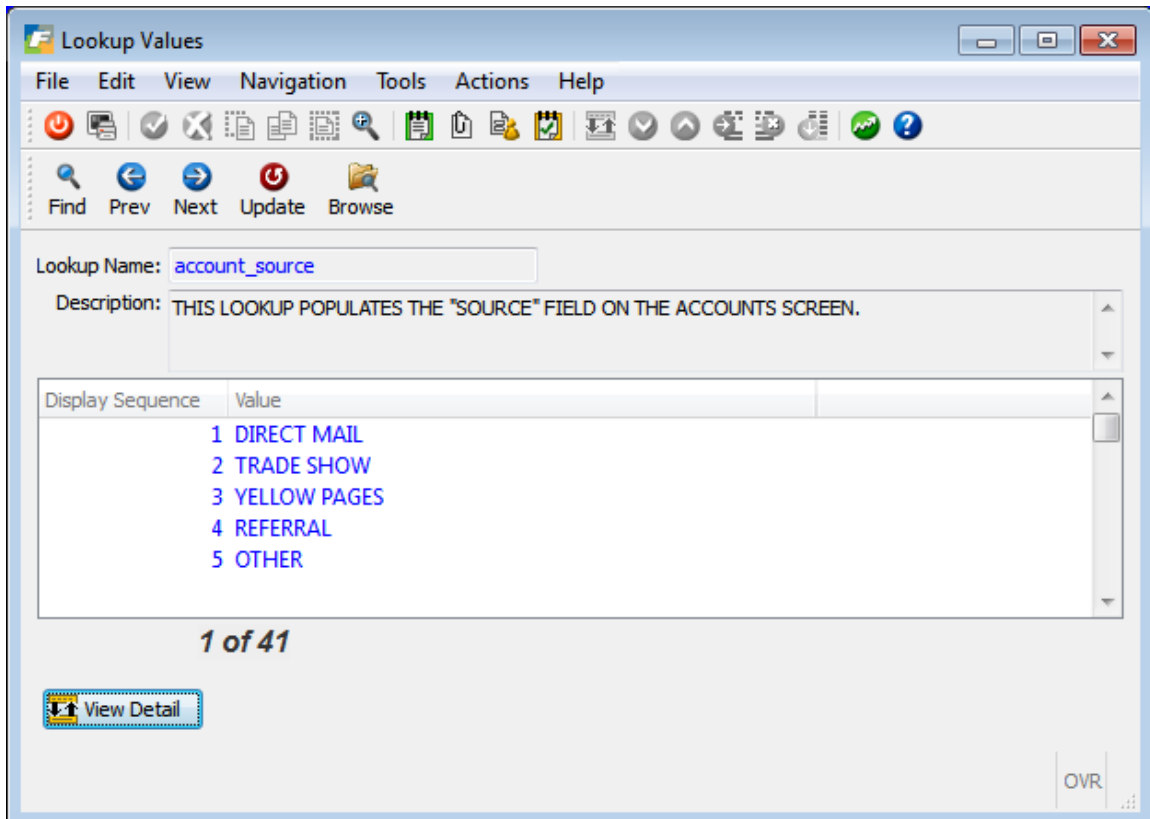 Lookup Values
File Edit View Navigation Tools Actions Help
Find Prev Next Update Browse
Lookup Name: account_source
Description: THIS LOOKUP POPULATES THE "SOURCE" FIELD ON THE ACCOUNTS SCREEN.
Display Sequence Value
1 DIRECT MAIL
2 TRADE SHOW
3 YELLOW PAGES
4 REFERRAL
5 OTHER
1 of 41
View Detail
OVR